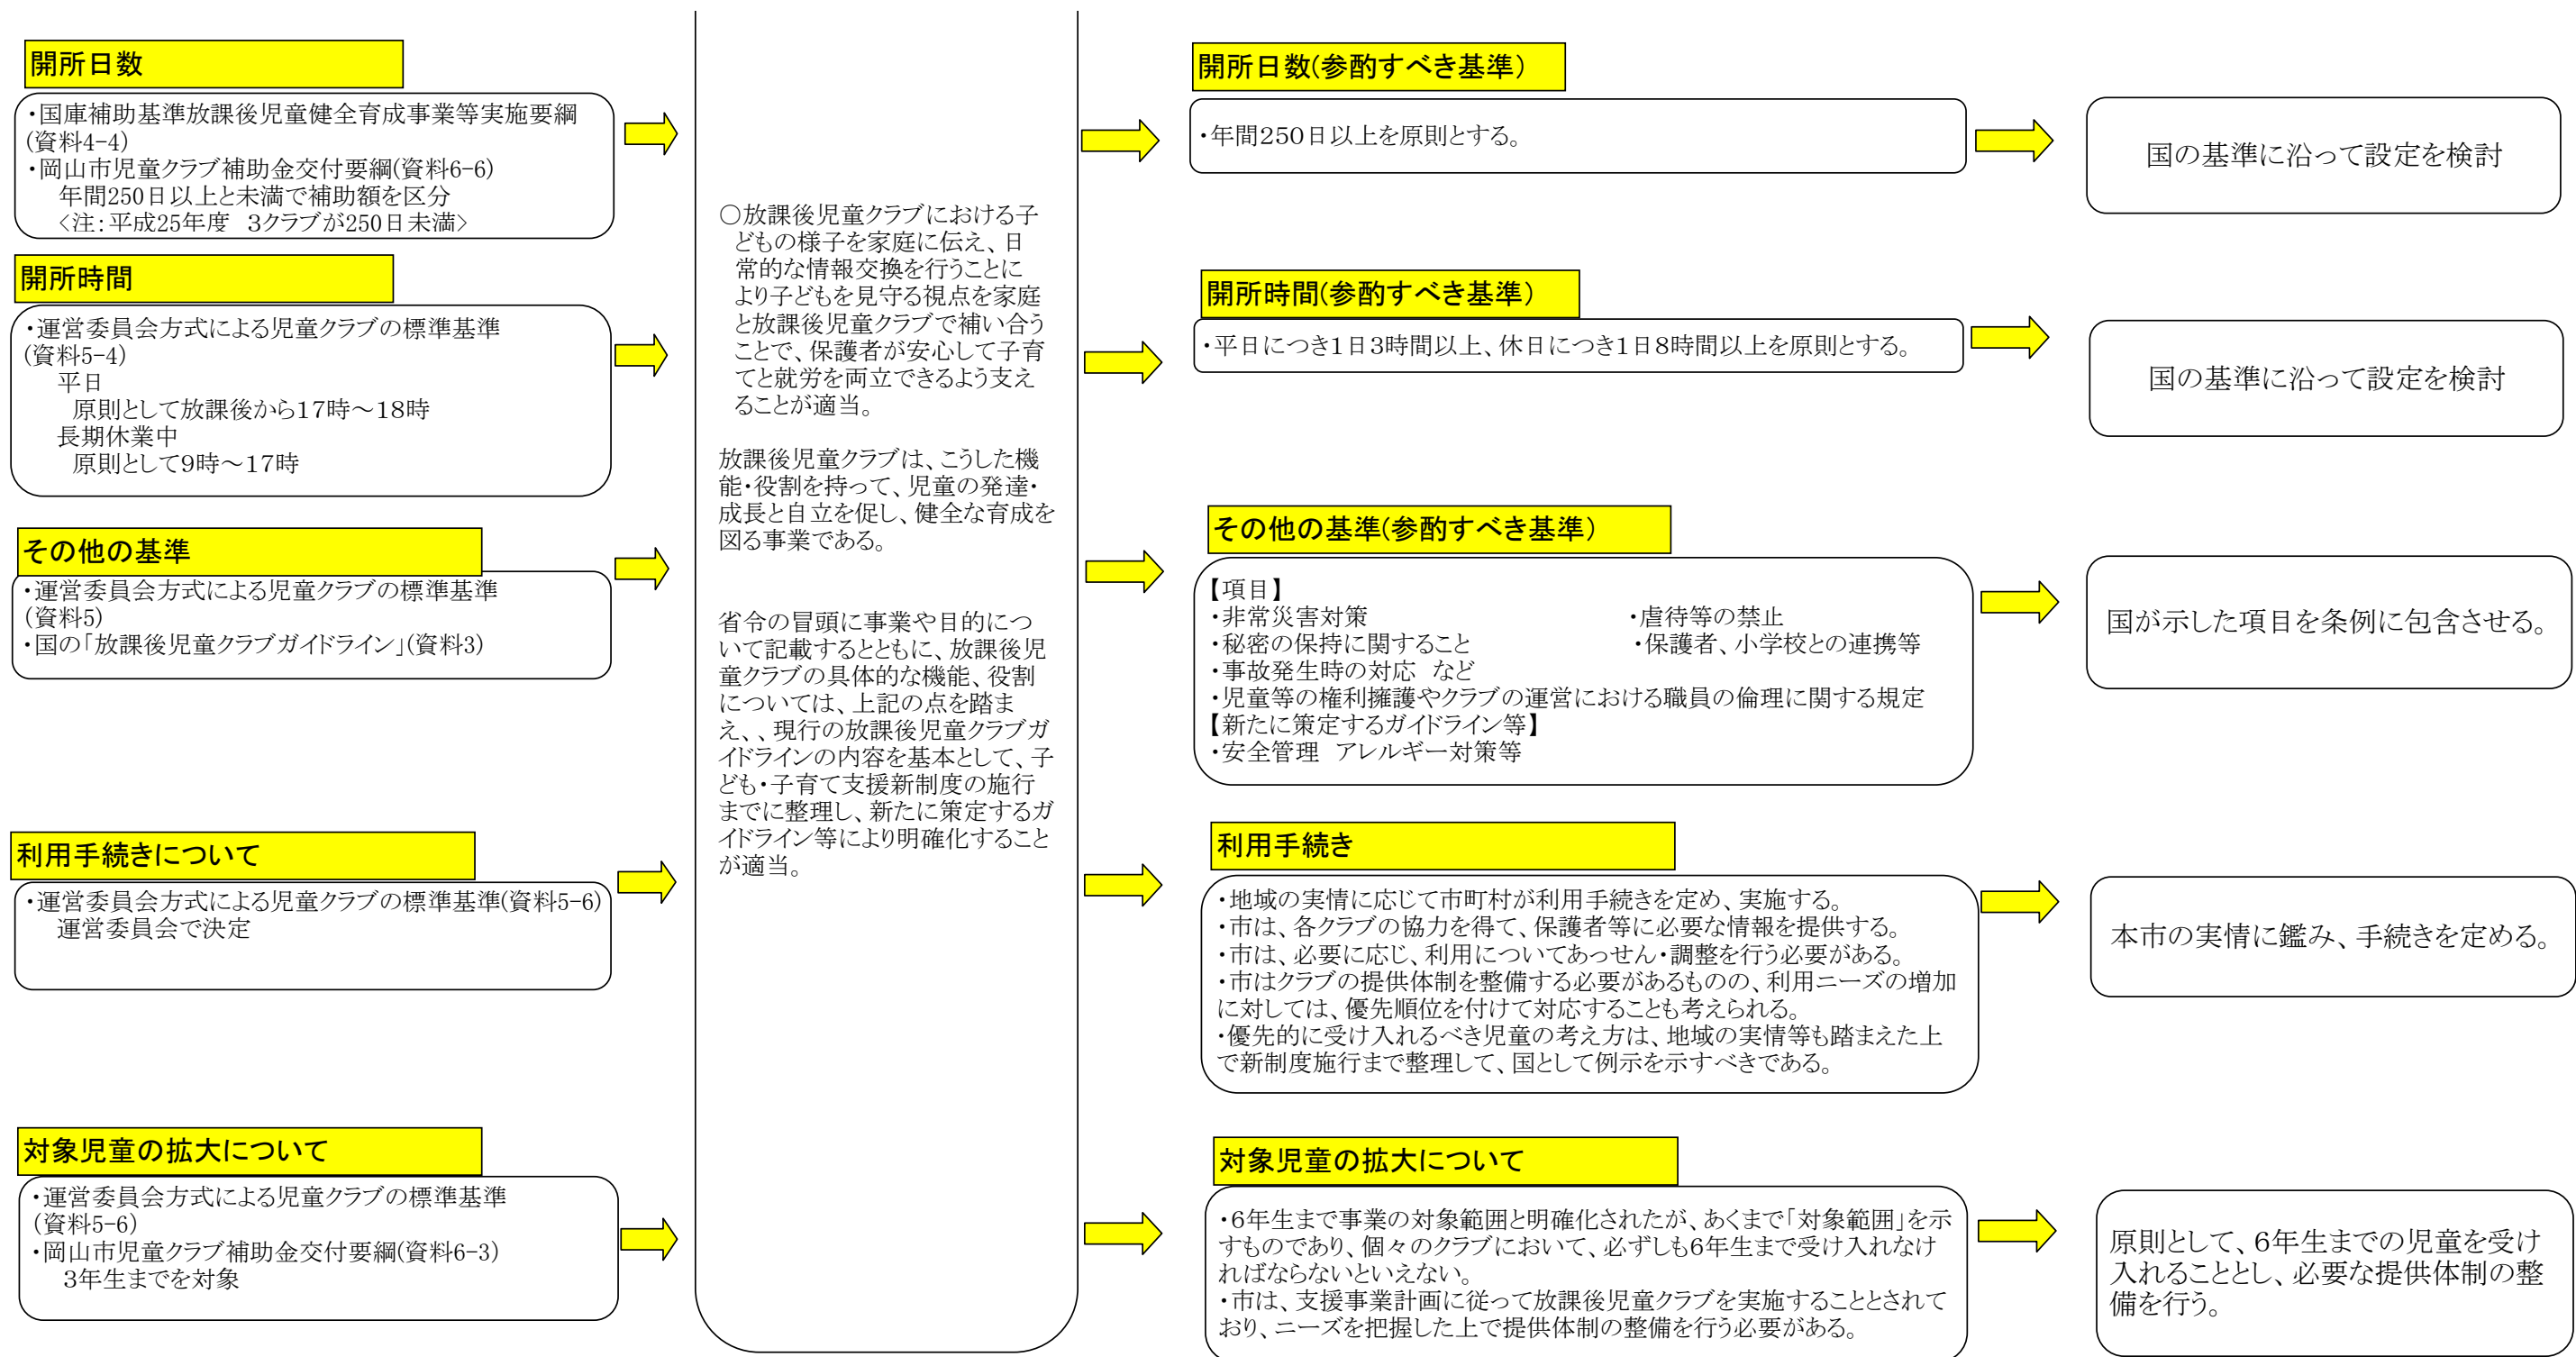 開所日数
・国庫補助基準放課後児童健全育成事業等実施要綱
(資料4-4)
・岡山市児童クラブ補助金交付要綱(資料6-6)
年間250日以上と未満で補助額を区分
<注:平成25年度　3クラブが250日未満>
開所時間
・運営委員会方式による児童クラブの標準基準
(資料5-4)
平日
原則として放課後から17時～18時
長期休業中
原則として9時～17時
その他の基準
・運営委員会方式による児童クラブの標準基準
(資料5)
・国の「放課後児童クラブガイドライン」(資料3)
利用手続きについて
・運営委員会方式による児童クラブの標準基準(資料5-6)
運営委員会で決定
対象児童の拡大について
・運営委員会方式による児童クラブの標準基準
(資料5-6)
・岡山市児童クラブ補助金交付要綱(資料6-3)
3年生までを対象
○放課後児童クラブにおける子
どもの様子を家庭に伝え、日
常的な情報交換を行うことに
より子どもを見守る視点を家庭
と放課後児童クラブで補い合う
ことで、保護者が安心して子育
てと就労を両立できるよう支え
ることが適当。
放課後児童クラブは、こうした機
能・役割を持って、児童の発達・
成長と自立を促し、健全な育成を
図る事業である。
省令の冒頭に事業や目的につ
いて記載するとともに、放課後児
童クラブの具体的な機能、役割
については、上記の点を踏ま
え、、現行の放課後児童クラブガ
イドラインの内容を基本として、子
ども・子育て支援新制度の施行
までに整理し、新たに策定するガ
イドライン等により明確化すること
が適当。
開所日数(参酌すべき基準)
・年間250日以上を原則とする。
開所時間(参酌すべき基準)
・平日につき1日3時間以上、休日につき1日8時間以上を原則とする。
その他の基準(参酌すべき基準)
【項目】
・非常災害対策　・虐待等の禁止
・秘密の保持に関すること　・保護者、小学校との連携等
・事故発生時の対応　など
・児童等の権利擁護やクラブの運営における職員の倫理に関する規定
【新たに策定するガイドライン等】
・安全管理　アレルギー対策等
利用手続き
・地域の実情に応じて市町村が利用手続きを定め、実施する。
・市は、各クラブの協力を得て、保護者等に必要な情報を提供する。
・市は、必要に応じ、利用についてあっせん・調整を行う必要がある。
・市はクラブの提供体制を整備する必要があるものの、利用ニーズの増加
に対しては、優先順位を付けて対応することも考えられる。
・優先的に受け入れるべき児童の考え方は、地域の実情等も踏まえた上
で新制度施行まで整理して、国として例示を示すべきである。
対象児童の拡大について
・6年生まで事業の対象範囲と明確化されたが、あくまで「対象範囲」を示
すものであり、個々のクラブにおいて、必ずしも6年生まで受け入れなけ
ればならないといえない。
・市は、支援事業計画に従って放課後児童クラブを実施することとされて
おり、ニーズを把握した上で提供体制の整備を行う必要がある。
国の基準に沿って設定を検討
国の基準に沿って設定を検討
国が示した項目を条例に包含させる。
本市の実情に鑑み、手続きを定める。
原則として、6年生までの児童を受け
入れることとし、必要な提供体制の整
備を行う。